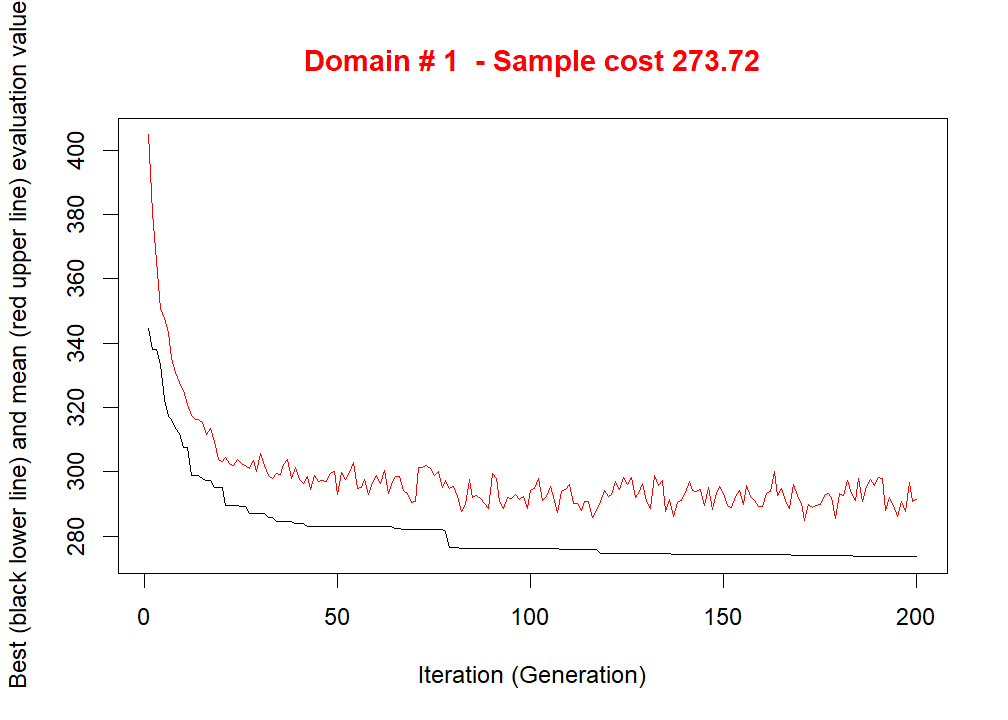 Domain # 1  - Sample cost 273.72
Best (black lower line) and mean (red upper line) evaluation value
400
380
360
340
320
300
280
0 50 100 150 200
Iteration (Generation)